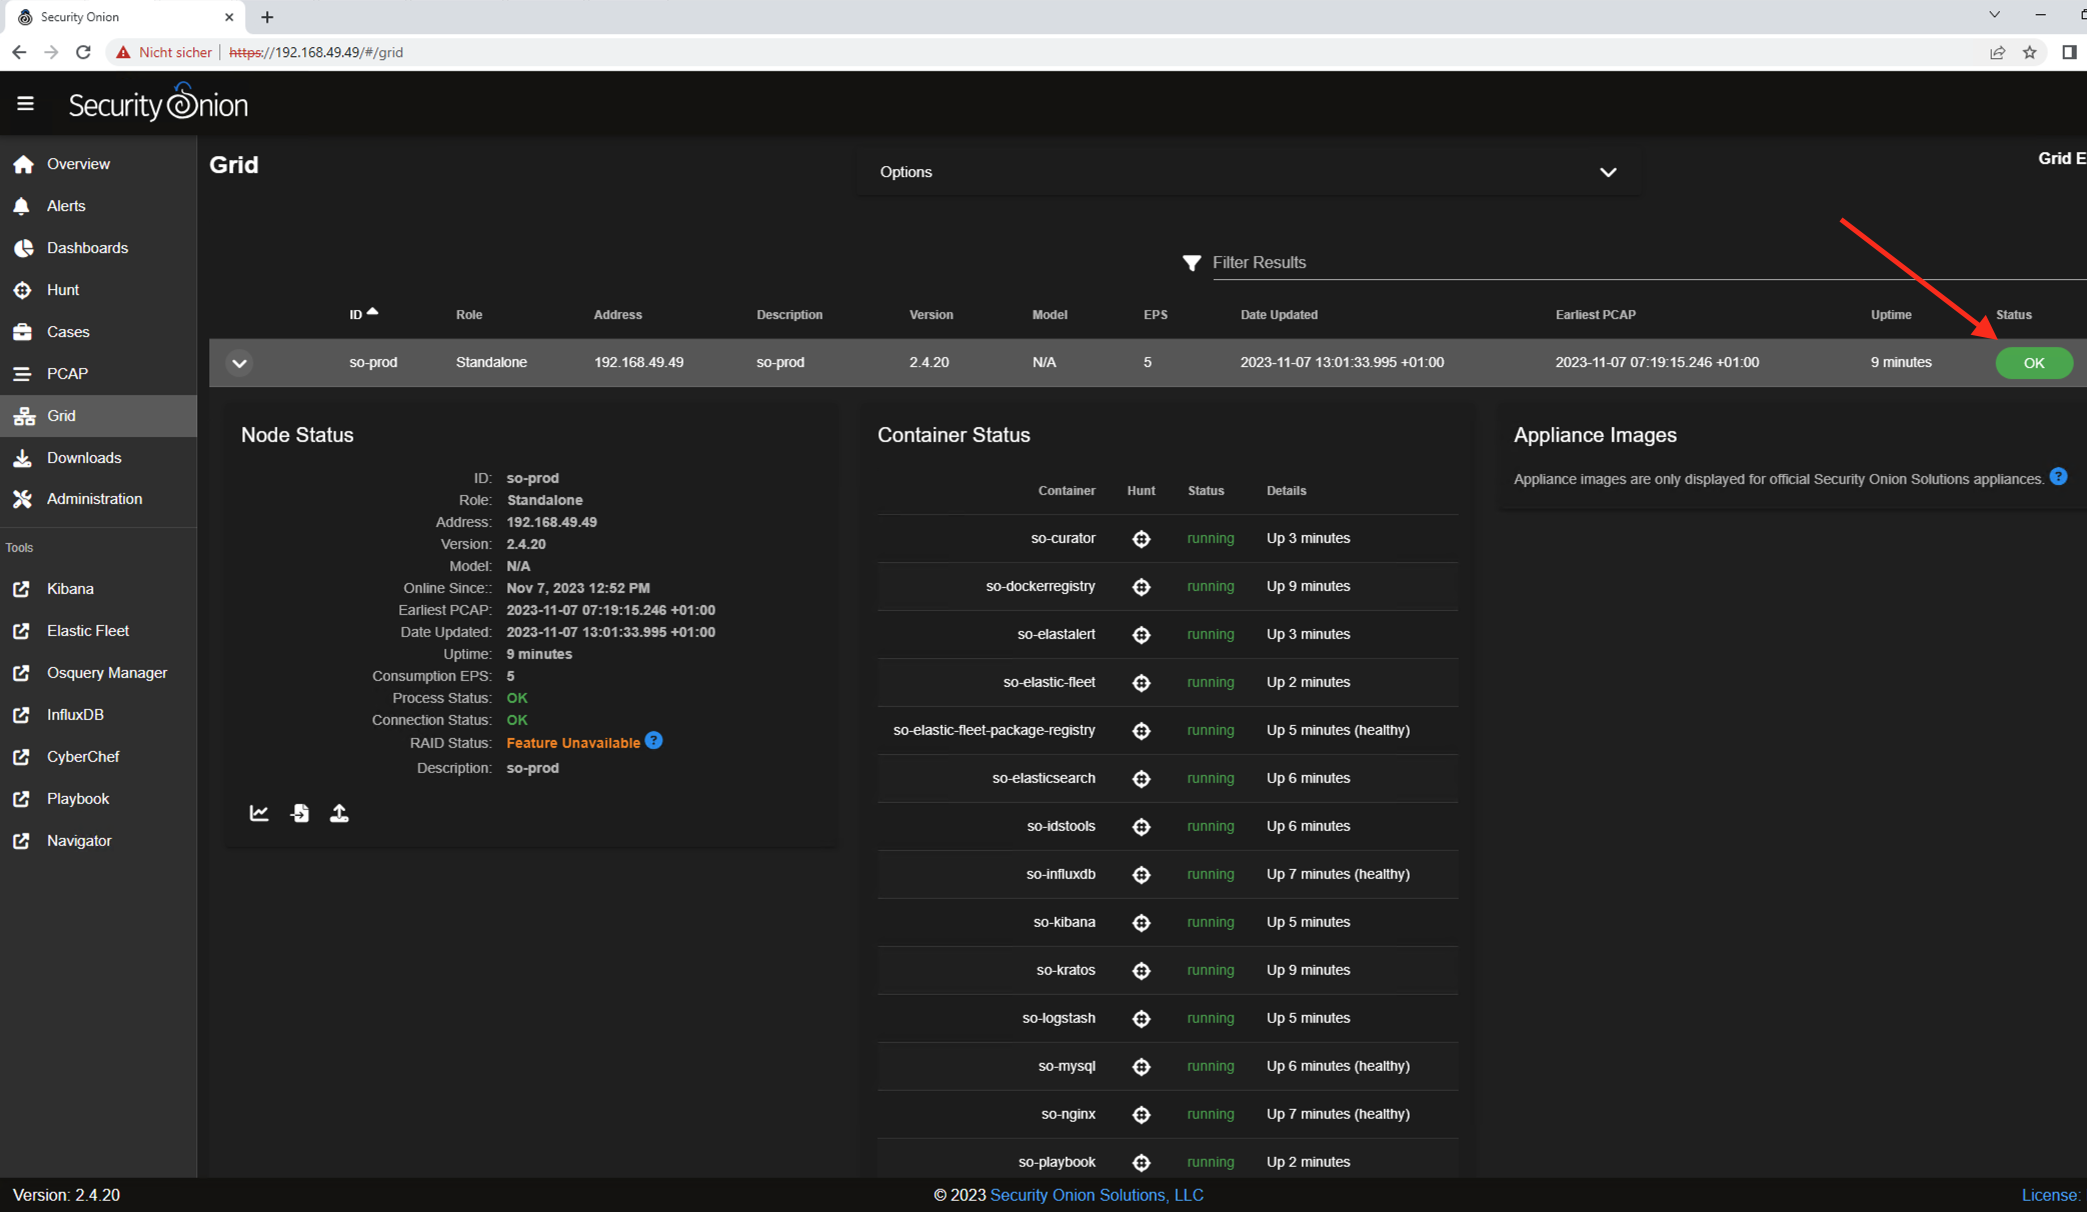 Security Onion
Nicht sicher https://192.168.49.49/#/grid
Security Onion
Overview
Alerts
Dashboards
Hunt
Cases
PCAP
Grid
Downloads
Administration
Tools
Kibana
Elastic Fleet
Osquery Manager
InfluxDB
CyberChef
Playbook
Navigator
Grid
Options
Grid E
Filter Results
ID Role Address Description Version Model EPS Date Updated Earliest PCAP Uptime Status
so-prod Standalone 192.168.49.49 so-prod 2.4.20 N/A 5 2023-11-07 13:01:33.995 +01:00 2023-11-07 07:19:15.246 +01:00 9 minutes OK
Node Status
ID: so-prod
Role: Standalone
Address: 192.168.49.49
Version: 2.4.20
Model: N/A
Online Since:: Nov 7, 2023 12:52 PM
Earliest PCAP: 2023-11-07 07:19:15.246 +01:00
Date Updated: 2023-11-07 13:01:33.995 +01:00
Uptime: 9 minutes
Consumption EPS: 5
Process Status: OK
Connection Status: OK
RAID Status: Feature Unavailable ?
Description: so-prod
Container Status
Container Hunt Status Details
so-curator running Up 3 minutes
so-dockerregistry running Up 9 minutes
so-elastalert running Up 3 minutes
so-elastic-fleet running Up 2 minutes
so-elastic-fleet-package-registry running Up 5 minutes (healthy)
so-elasticsearch running Up 6 minutes
so-idstools running Up 6 minutes
so-influxdb running Up 7 minutes (healthy)
so-kibana running Up 5 minutes
so-kratos running Up 9 minutes
so-logstash running Up 5 minutes
so-mysql running Up 6 minutes (healthy)
so-nginx running Up 7 minutes (healthy)
so-playbook running Up 2 minutes
Appliance Images
Appliance images are only displayed for official Security Onion Solutions appliances. ?
Version: 2.4.20
© 2023 Security Onion Solutions, LLC
License: